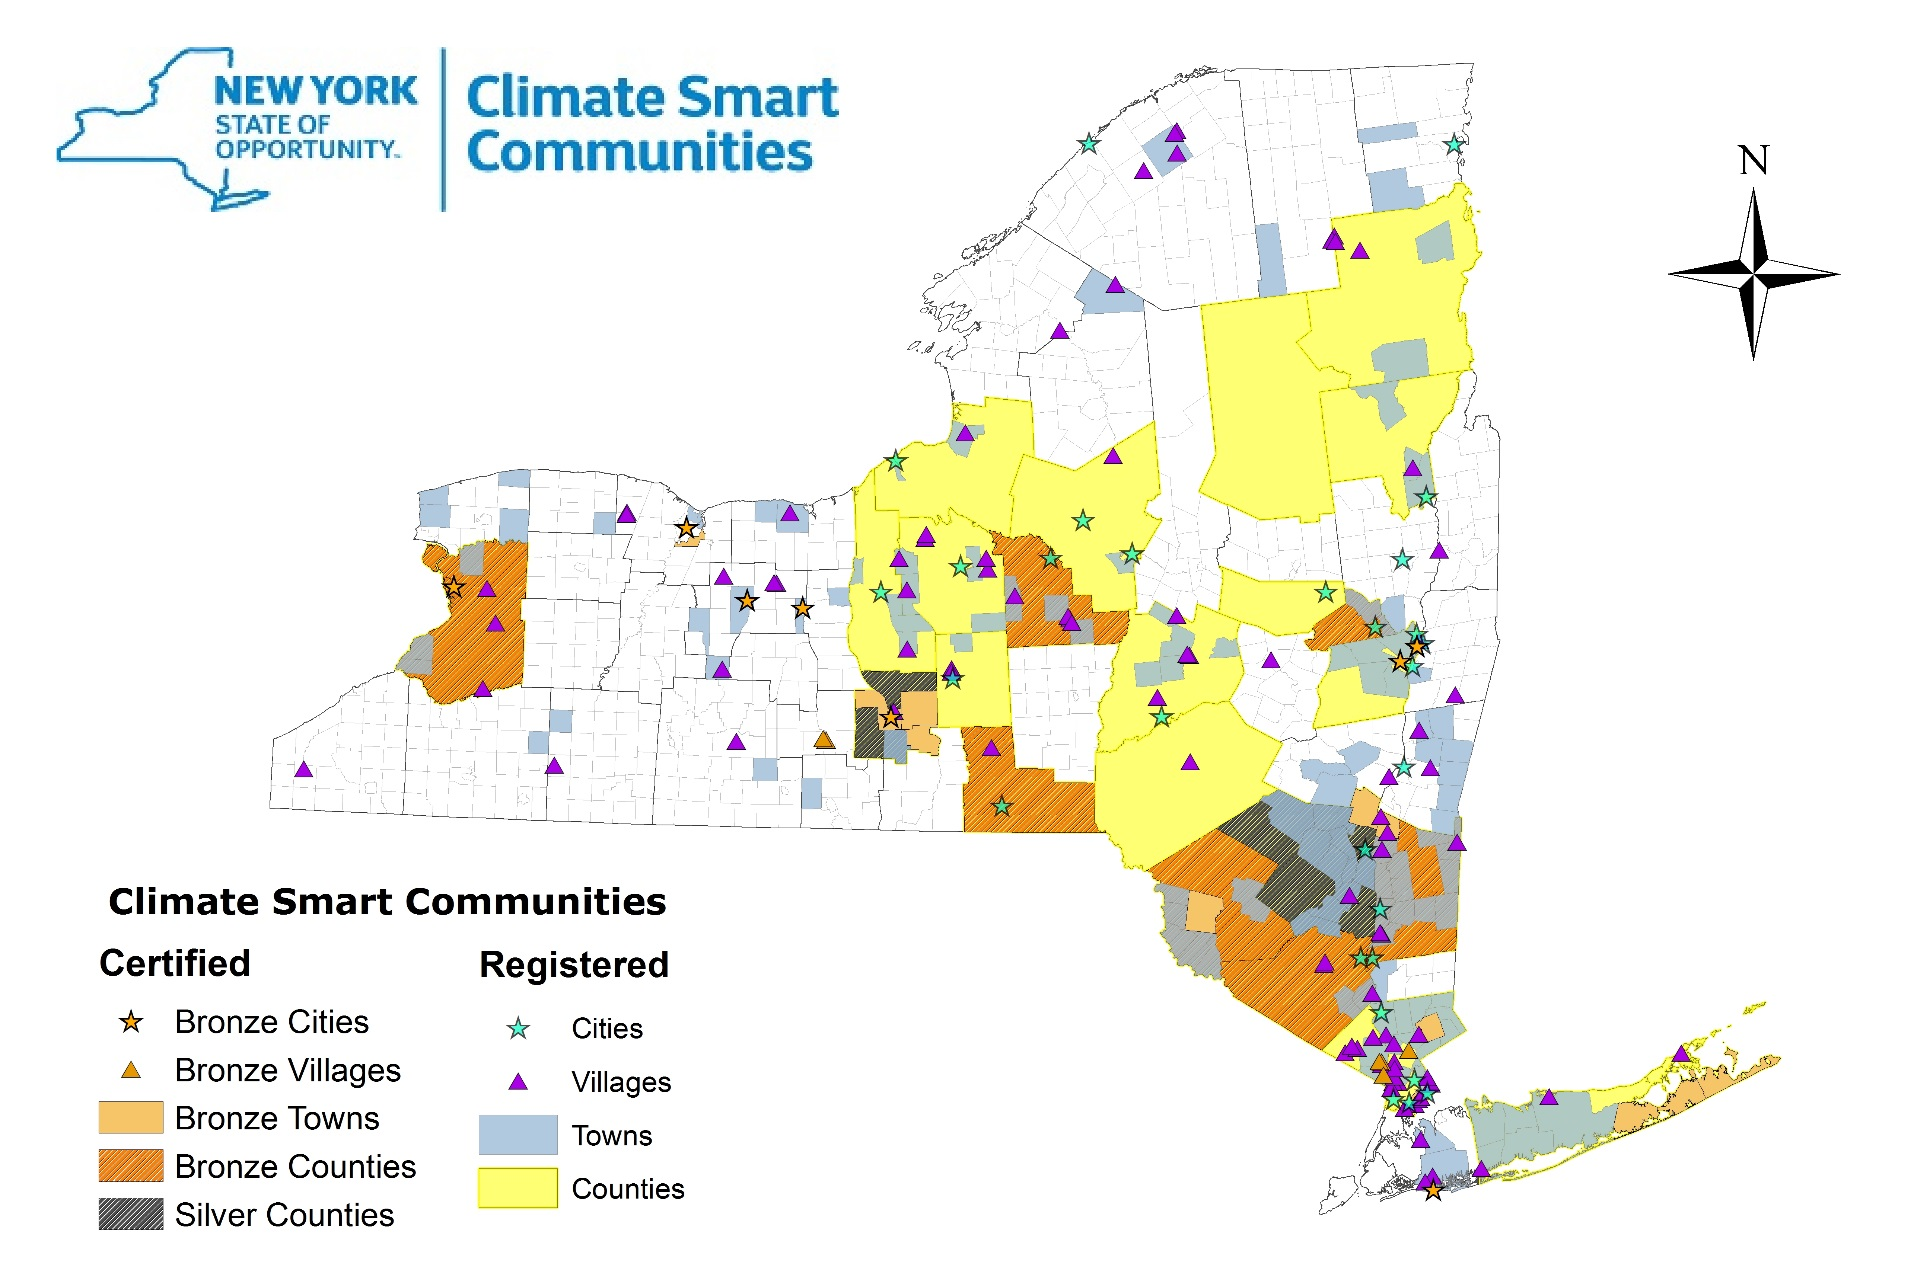 NEW YORK
STATE OF
OPPORTUNITY™
Climate Smart
Communities
N
Climate Smart Communities
Certified
Bronze Cities
Bronze Villages
Bronze Towns
Bronze Counties
Silver Counties
Registered
Cities
Villages
Towns
Counties